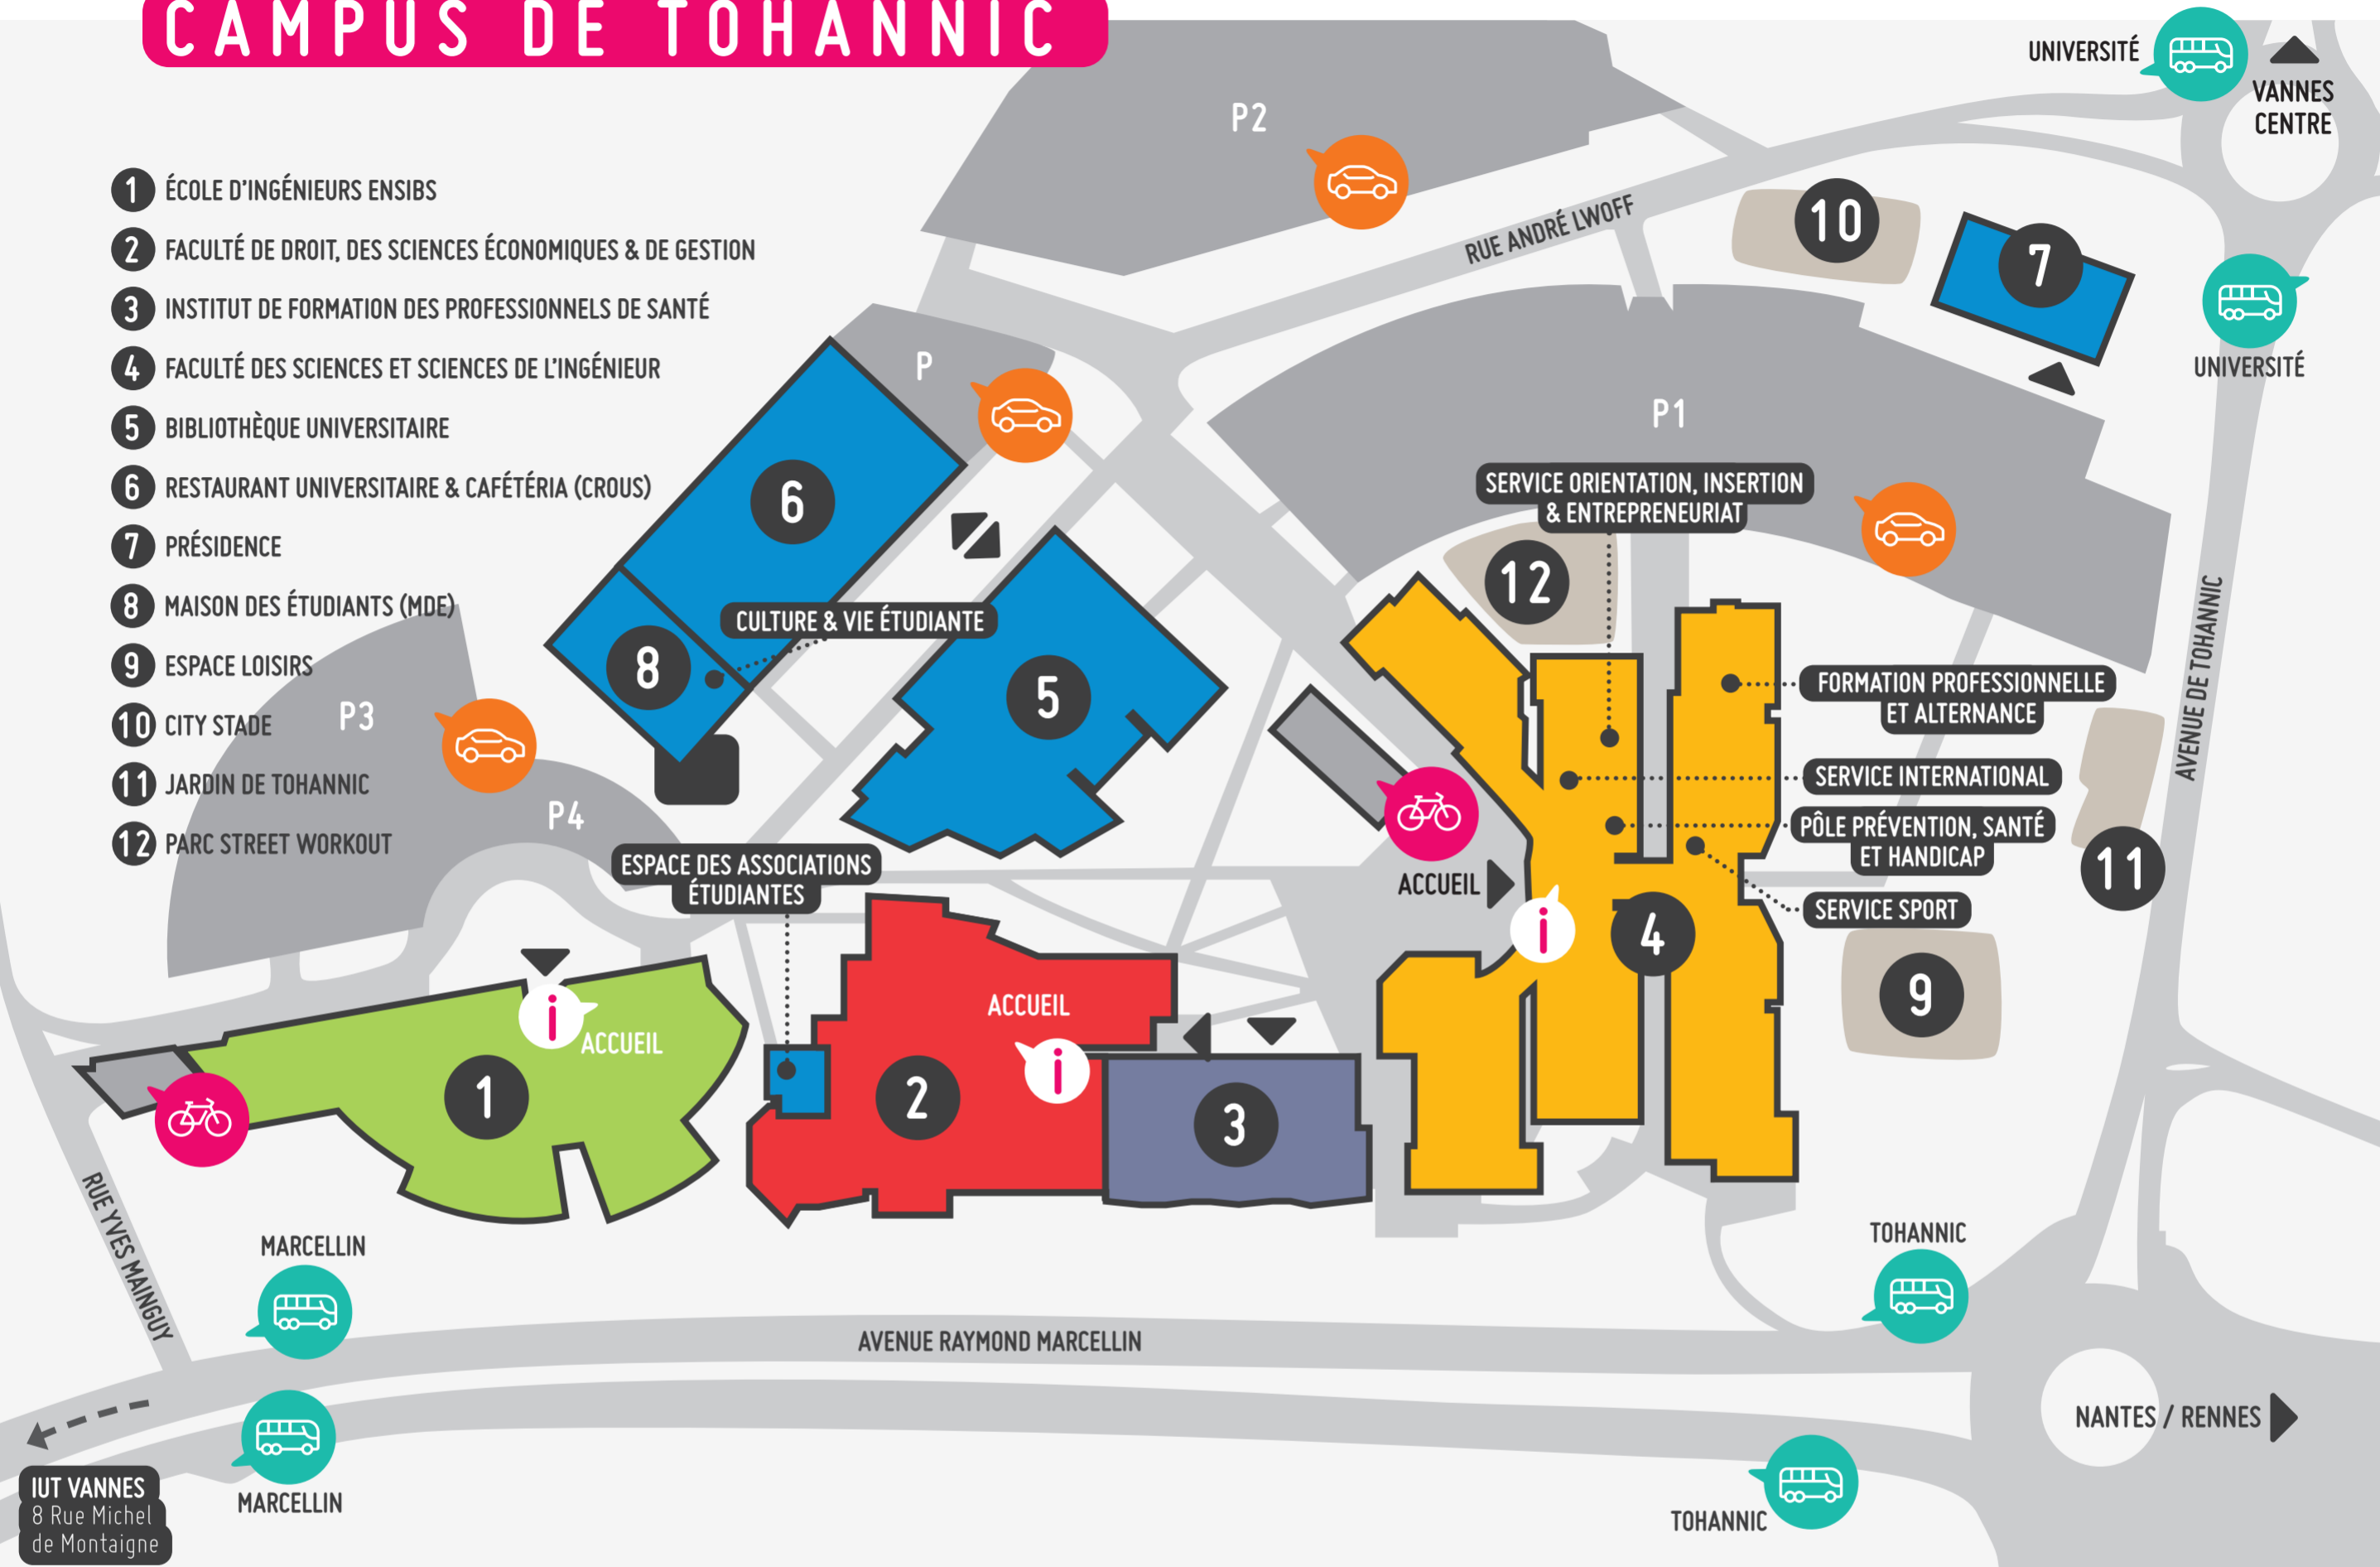 CAMPUS DE TOHANNIC
1 ÉCOLE D'INGÉNIEURS ENSIBS
2 FACULTÉ DE DROIT, DES SCIENCES ÉCONOMIQUES & DE GESTION
3 INSTITUT DE FORMATION DES PROFESSIONNELS DE SANTÉ
4 FACULTÉ DES SCIENCES ET SCIENCES DE L'INGÉNIEUR
5 BIBLIOTHÈQUE UNIVERSITAIRE
6 RESTAURANT UNIVERSITAIRE & CAFÉTÉRIA (CROUS)
7 PRÉSIDENCE
8 MAISON DES ÉTUDIANTS (MDE)
9 ESPACE LOISIRS
10 CITY STADE
11 JARDIN DE TOHANNIC
12 PARC STREET WORKOUT
UNIVERSITÉ
VANNES
CENTRE
P2
RUE ANDRÉ LWOFF
10
7
UNIVERSITÉ
P
P1
6
SERVICE ORIENTATION, INSERTION
& ENTREPRENEURIAT
12
CULTURE & VIE ÉTUDIANTE
8
5
FORMATION PROFESSIONNELLE
ET ALTERNANCE
AVENUE DE TOHANNIC
P3
P4
SERVICE INTERNATIONAL
PÔLE PRÉVENTION, SANTÉ
ET HANDICAP
11
ESPACE DES ASSOCIATIONS
ÉTUDIANTES
ACCUEIL
SERVICE SPORT
i
4
9
i
ACCUEIL
ACCUEIL
i
1
2
3
RUE YVES MAINGUY
MARCELLIN
TOHANNIC
AVENUE RAYMOND MARCELLIN
NANTES / RENNES
IUT VANNES
8 Rue Michel
de Montaigne
MARCELLIN
TOHANNIC